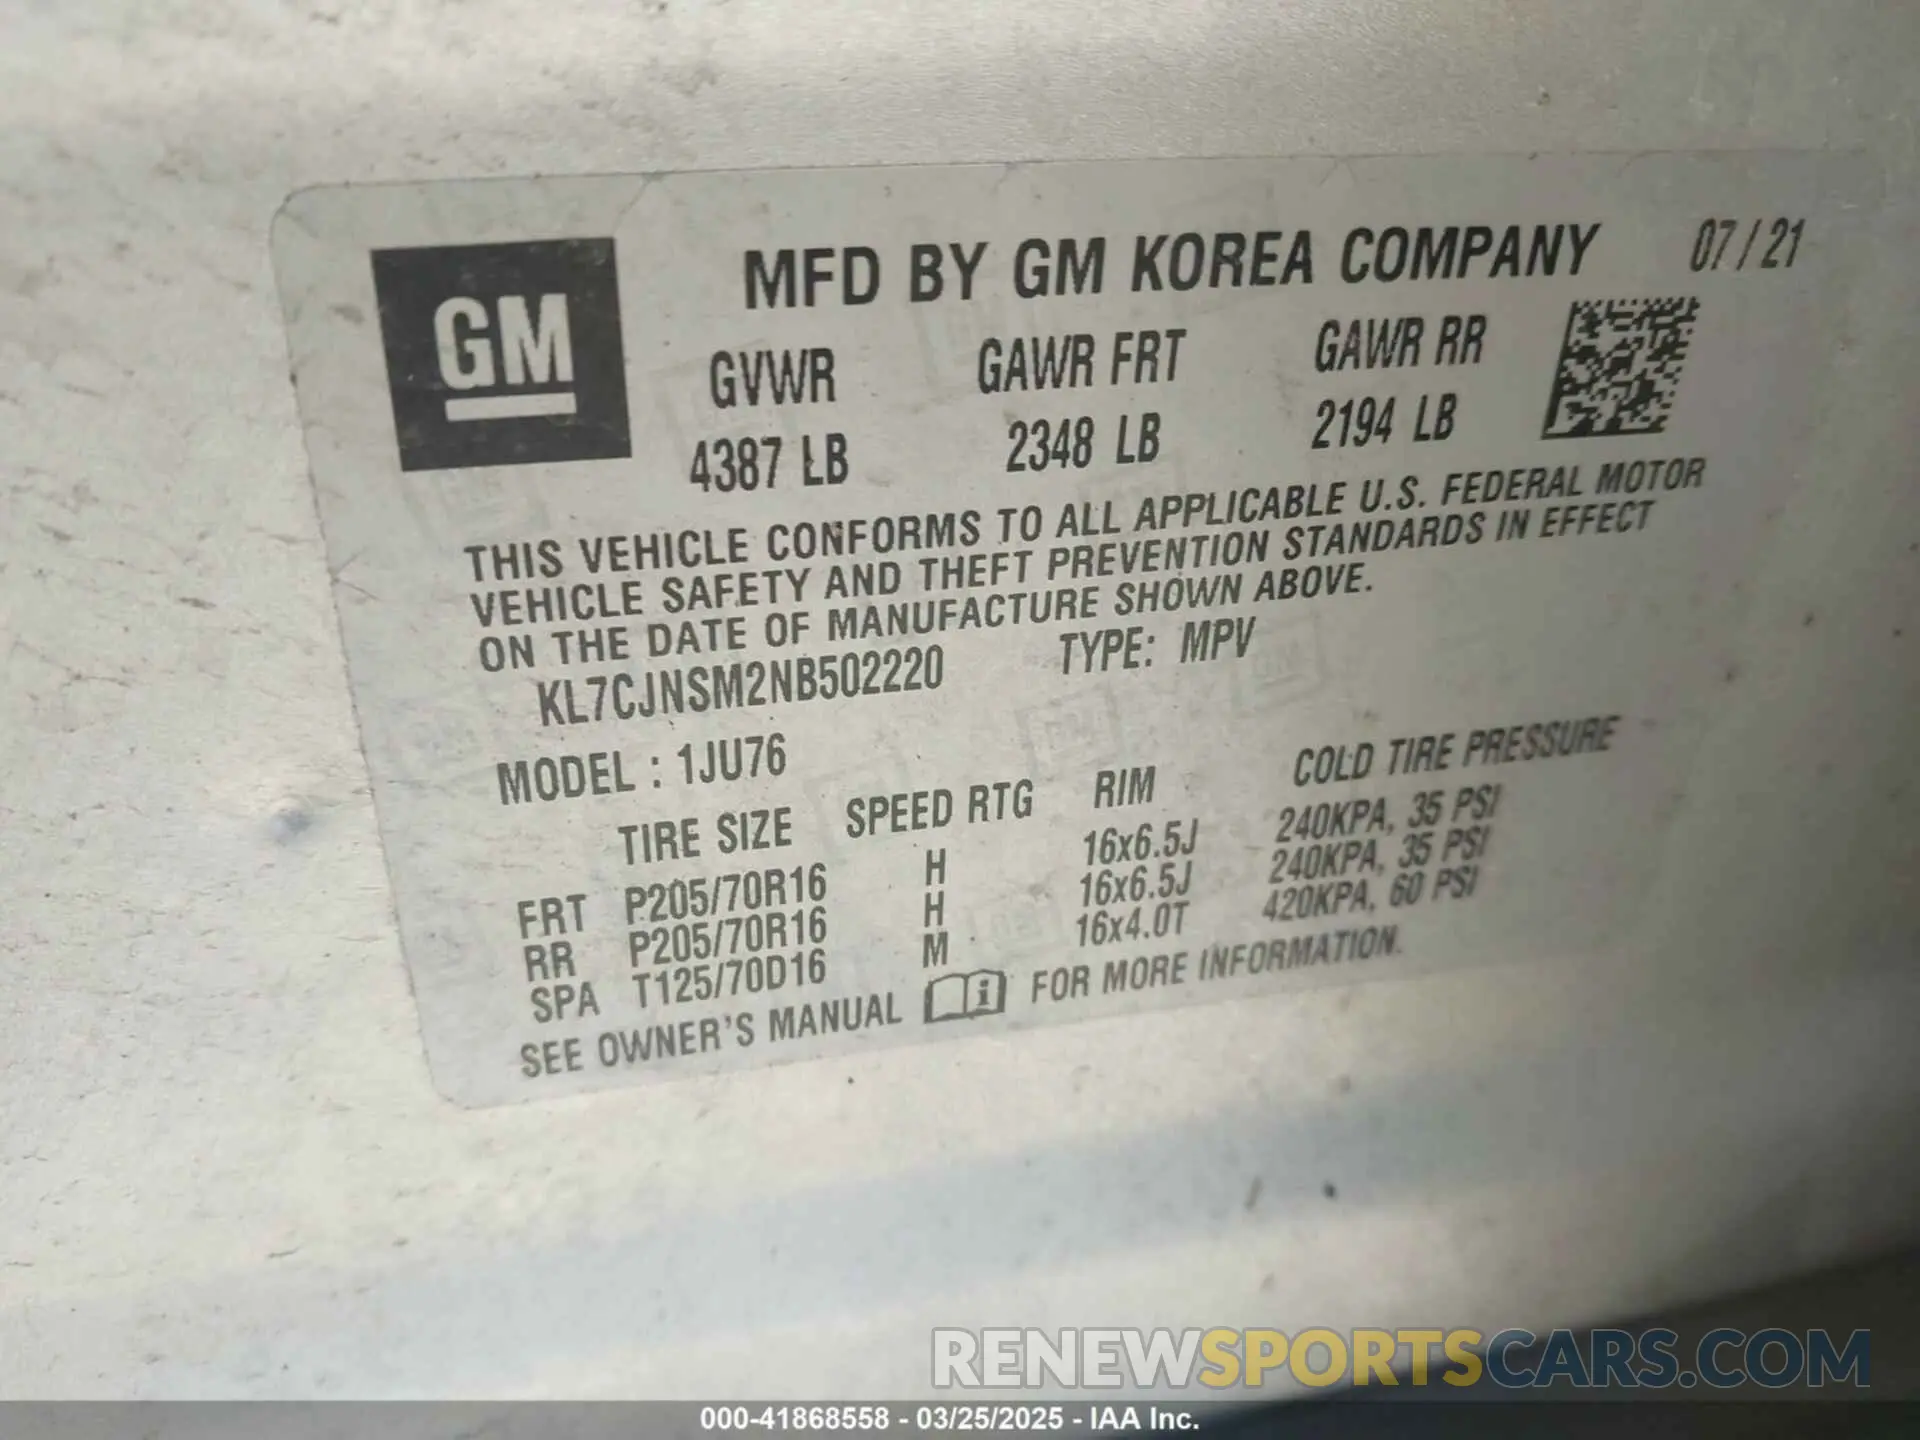 GM
MFD BY GM KOREA COMPANY 07/21
GVWR GAWR FRT GAWR RR
4387 LB 2348 LB 2194 LB
THIS VEHICLE CONFORMS TO ALL APPLICABLE U.S. FEDERAL MOTOR
VEHICLE SAFETY AND THEFT PREVENTION STANDARDS IN EFFECT
ON THE DATE OF MANUFACTURE SHOWN ABOVE.
KL7CJNSM2NB502220 TYPE: MPV
MODEL : 1JU76
TIRE SIZE SPEED RTG RIM COLD TIRE PRESSURE
FRT P205/70R16 H 16x6.5J 240KPA, 35 PSI
RR P205/70R16 H 16x6.5J 240KPA, 35 PSI
SPA T125/70D16 M 16x4.0T 420KPA, 60 PSI
SEE OWNER'S MANUAL i FOR MORE INFORMATION.
RENEWSPORTSCARS.COM
000-41868558 - 03/25/2025 - IAA Inc.